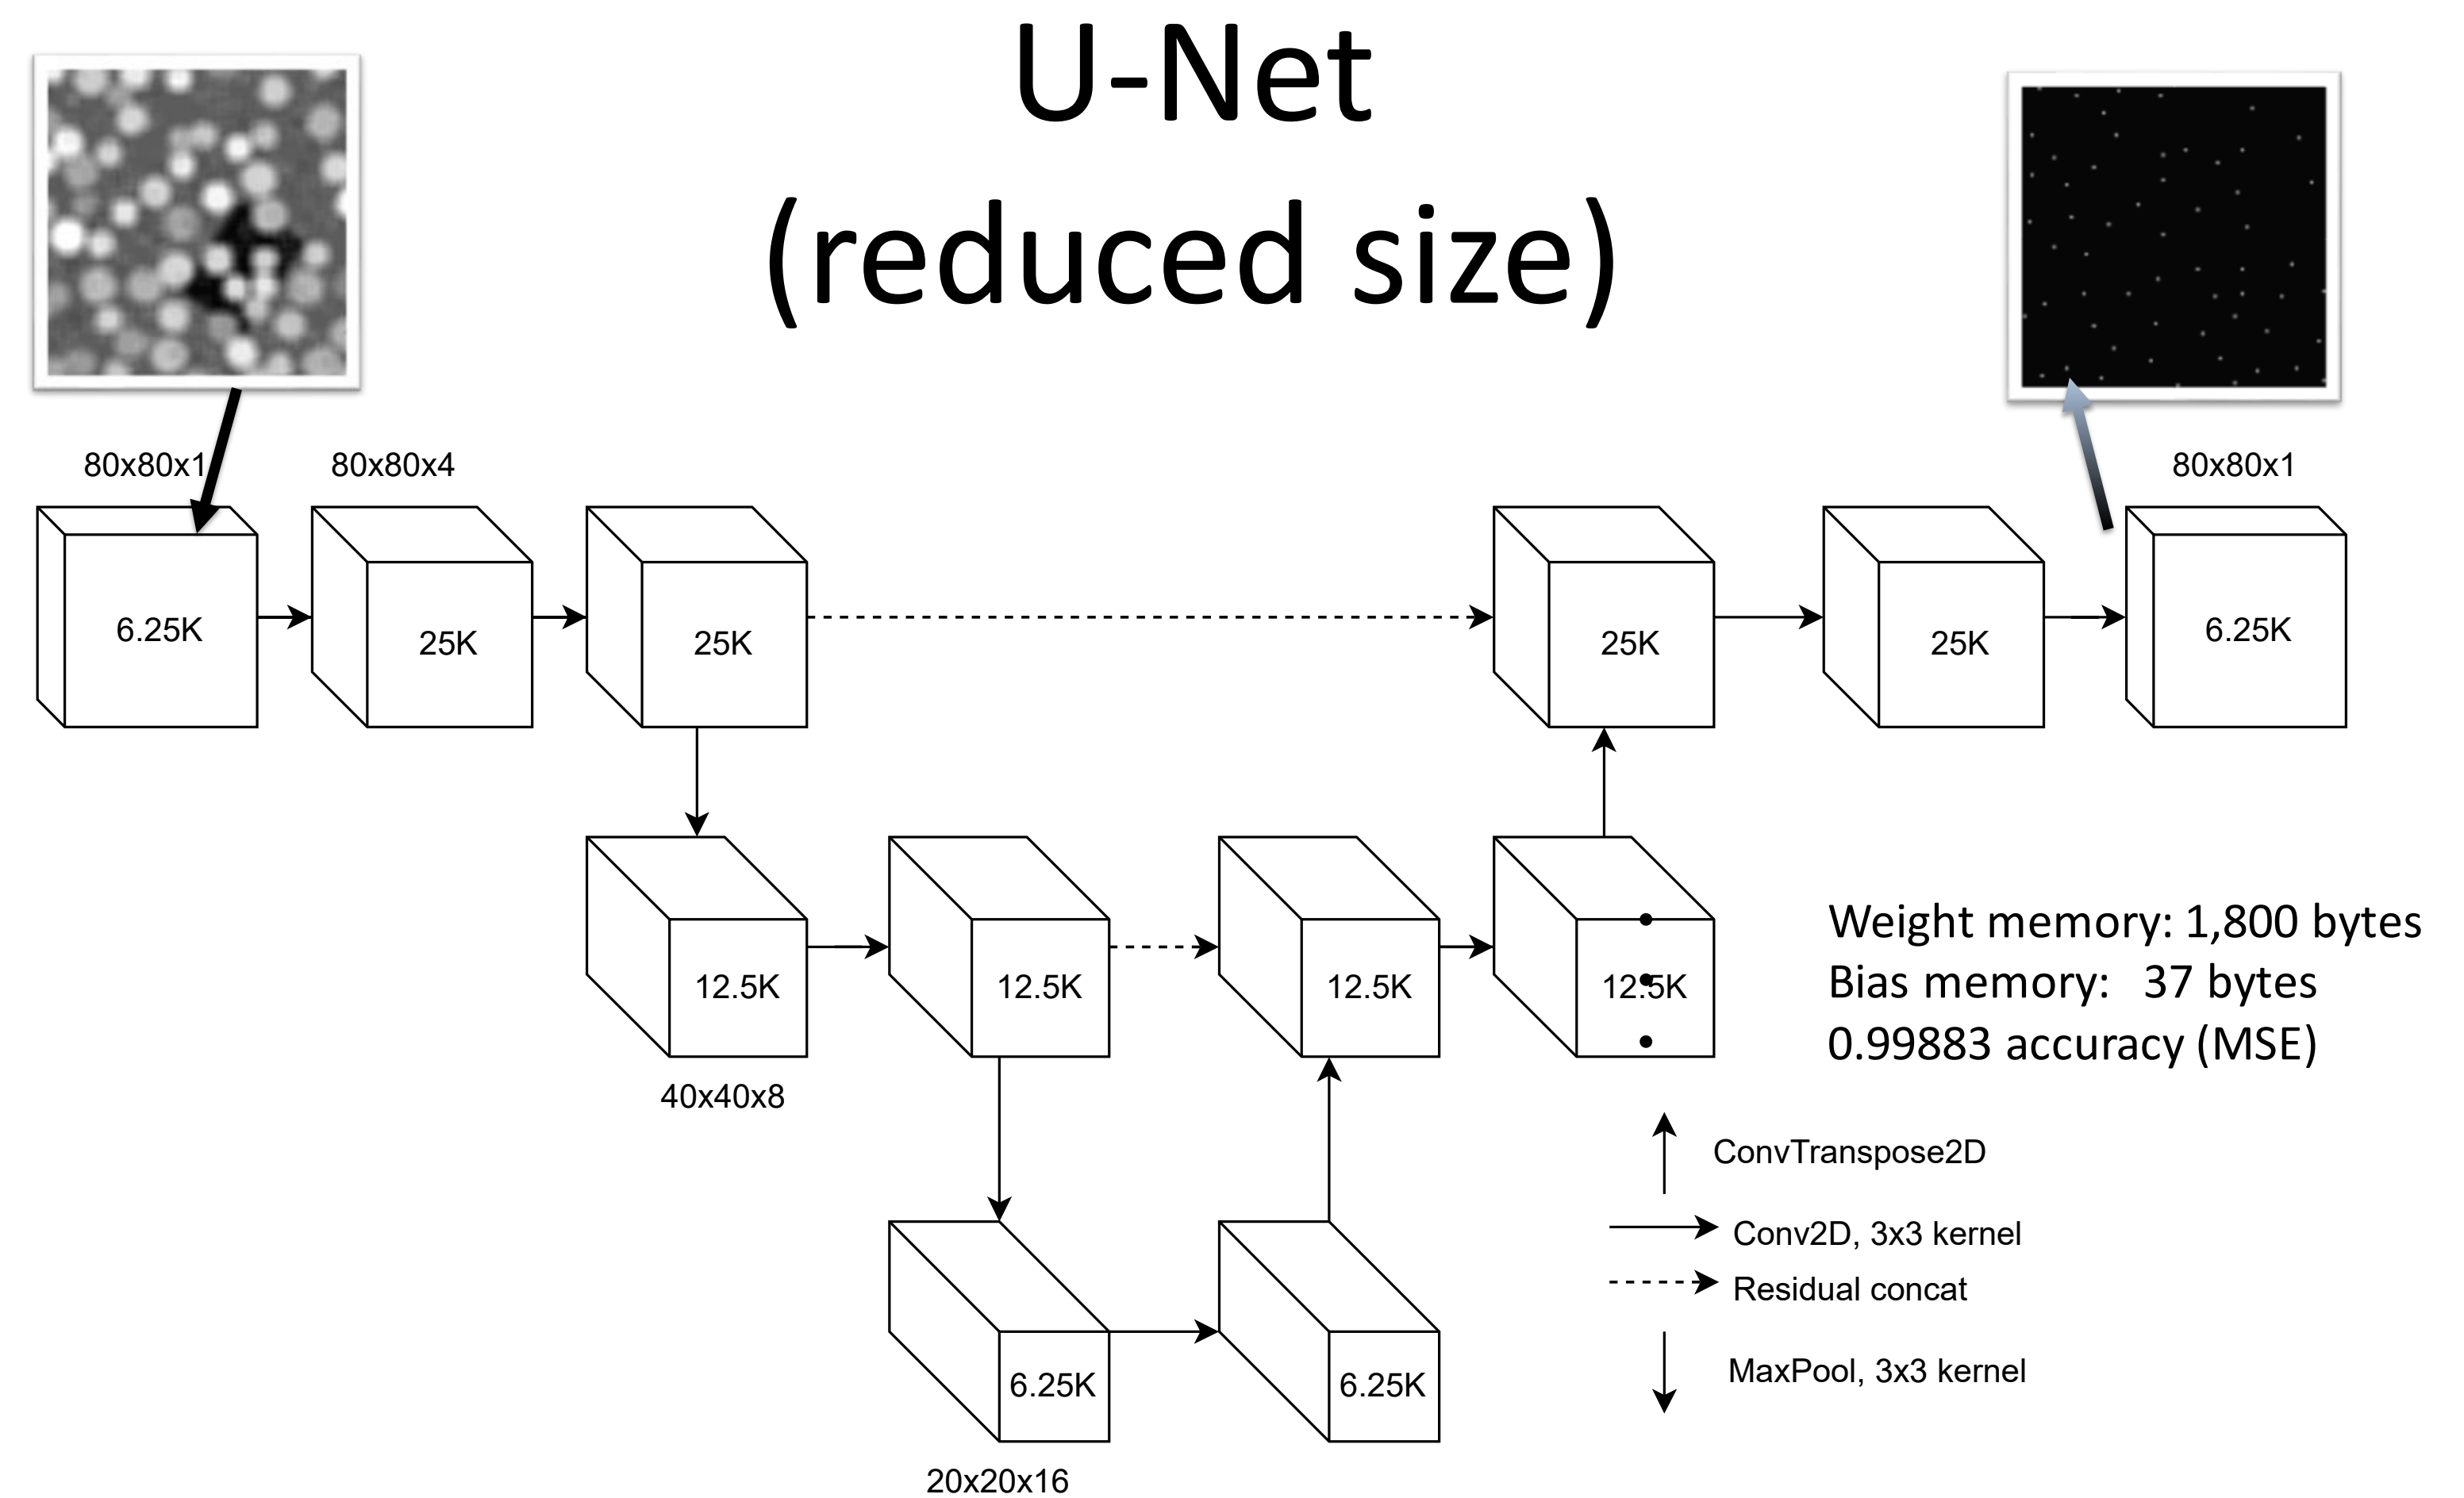 U-Net
(reduced size)
80x80x1
80x80x4
80x80x1
6.25K
25K
25K
25K
25K
6.25K
12.5K
12.5K
12.5K
12.5K
40x40x8
Weight memory: 1,800 bytes
Bias memory: 37 bytes
0.99883 accuracy (MSE)
ConvTranspose2D
Conv2D, 3x3 kernel
Residual concat
MaxPool, 3x3 kernel
6.25K
6.25K
20x20x16